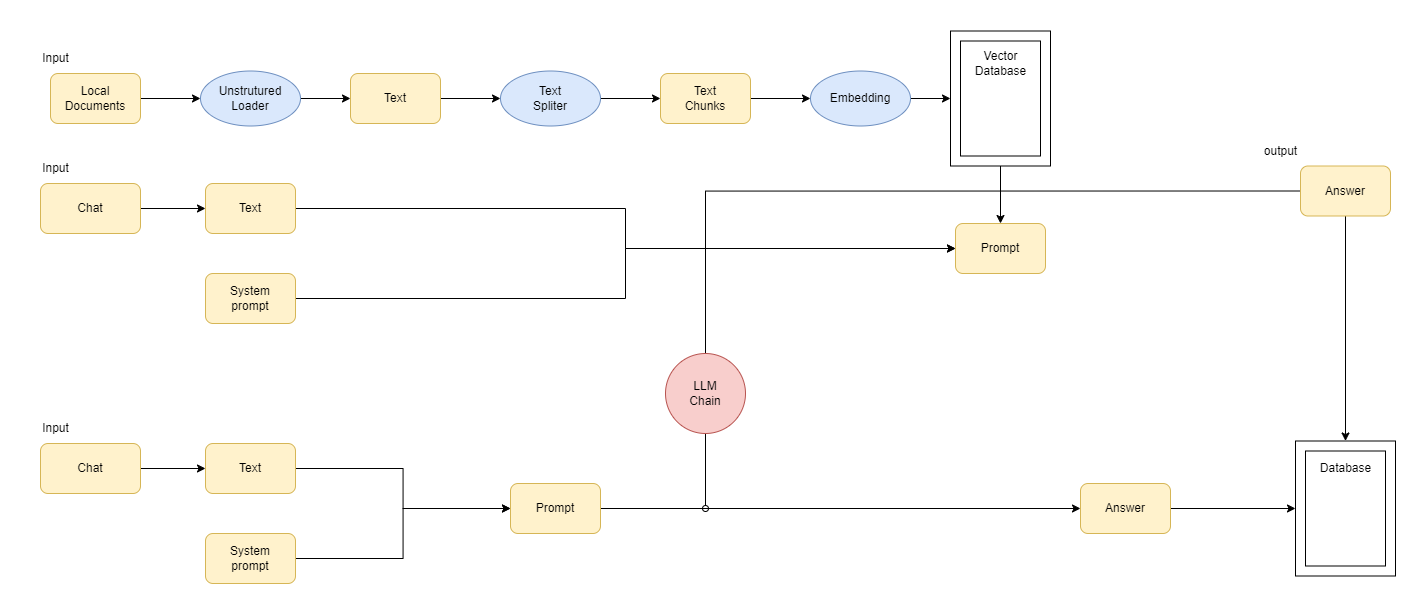 Input
Local
Documents
Unstrutured
Loader
Text
Text
Spliter
Text
Chunks
Embedding
Vector
Database
Input
Chat
Text
System
prompt
Prompt
output
Answer
LLM
Chain
Input
Chat
Text
System
prompt
Prompt
Answer
Database